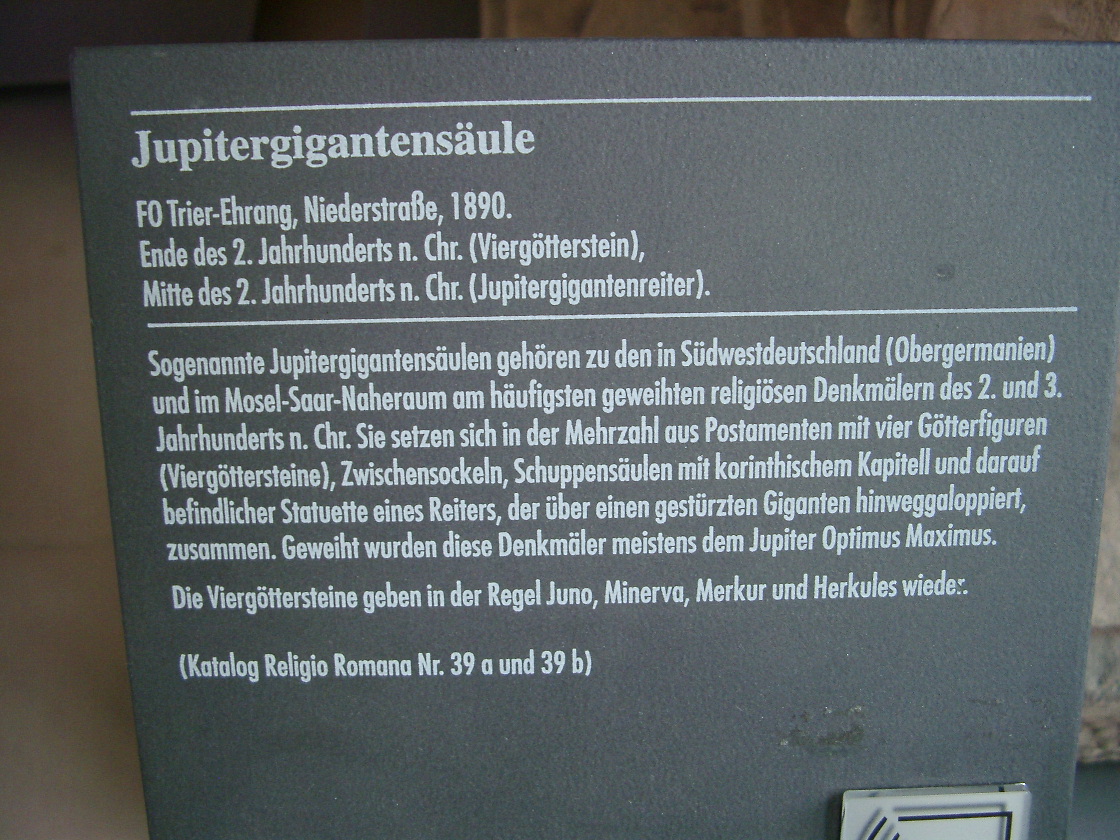 Jupitergigantensäule
FO Trier-Ehrang, Niederstraße, 1890.
Ende des 2. Jahrhunderts n. Chr. (Viergötterstein),
Mitte des 2. Jahrhunderts n. Chr. (Jupitergigantenreiter).
Sogenannte Jupitergigantensäulen gehören zu den in Südwestdeutschland (Obergermanien)
und im Mosel-Saar-Naheraum am häufigsten geweihten religiösen Denkmälern des 2. und 3.
Jahrhunderts n. Chr. Sie setzen sich in der Mehrzahl aus Postamenten mit vier Götterfiguren
(Viergöttersteine), Zwischensockeln, Schuppensäulen mit korinthischem Kapitell und darauf
befindlicher Statuette eines Reiters, der über einen gestürzten Giganten hinweggaloppiert,
zusammen. Geweiht wurden diese Denkmäler meistens dem Jupiter Optimus Maximus.
Die Viergöttersteine geben in der Regel Juno, Minerva, Merkur und Herkules wieder.
(Katalog Religio Romana Nr. 39 a und 39 b)